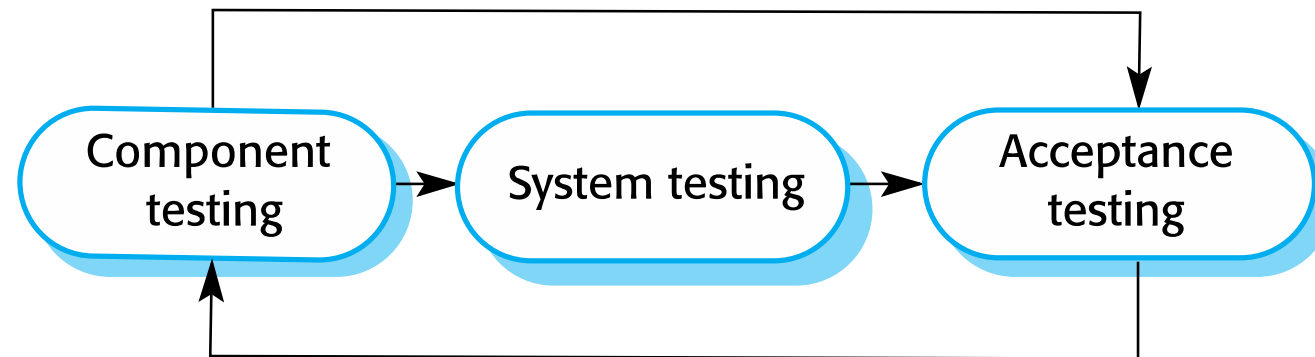 Component
testing
System testing
Acceptance
testing